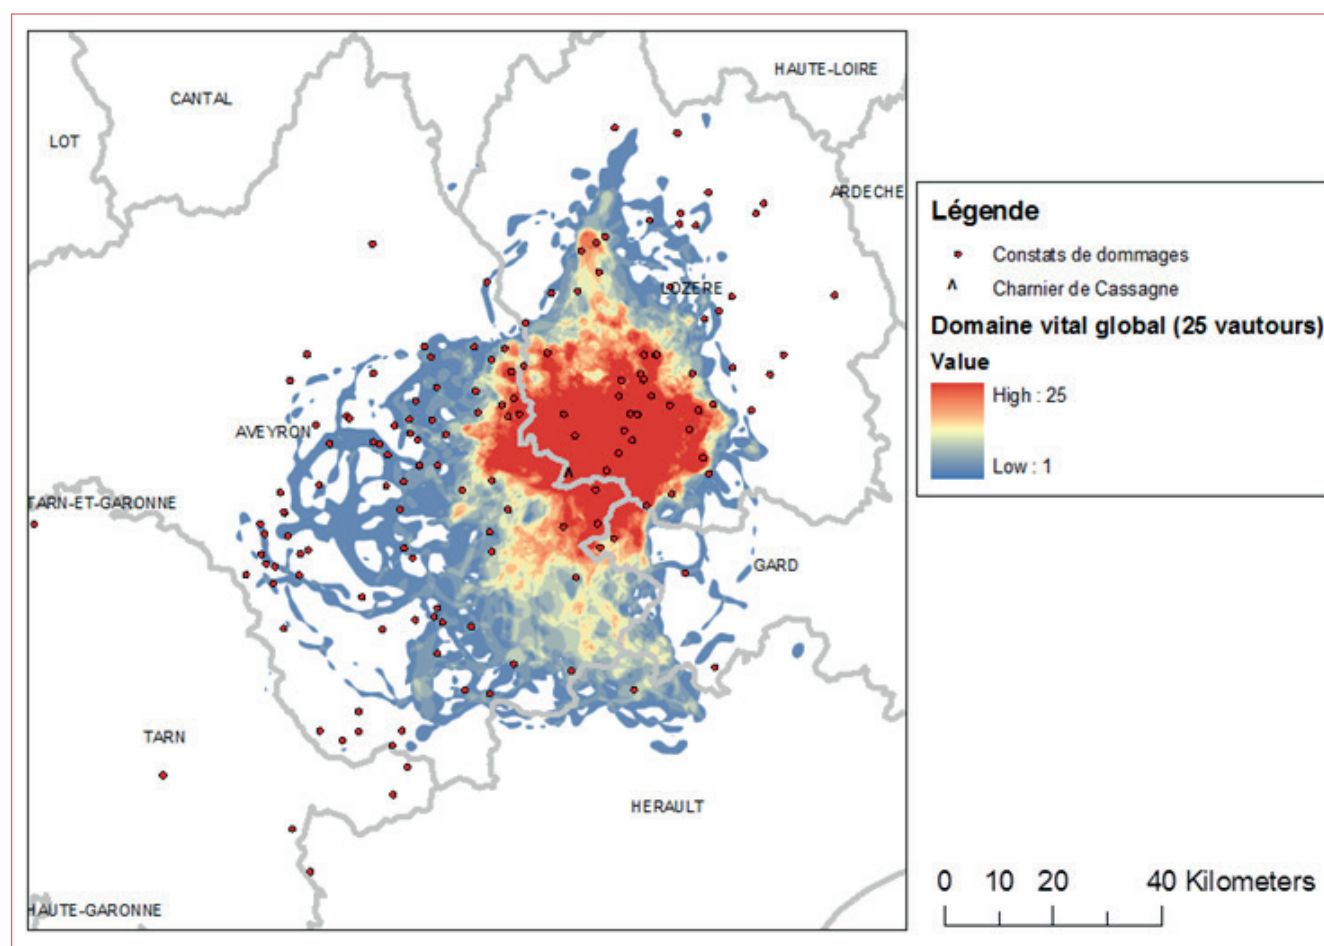 HAUTE-LOIRE
CANTAL
LOT
ARDECHE
LOZERE
AVEYRON
TARN-ET-GARONNE
GARD
TARN
HERAULT
HAUTE-GARONNE
Légende
Constats de dommages
^ Charnier de Cassagne
Domaine vital global (25 vautours)
Value
High : 25
Low : 1
0 10 20 40 Kilometers